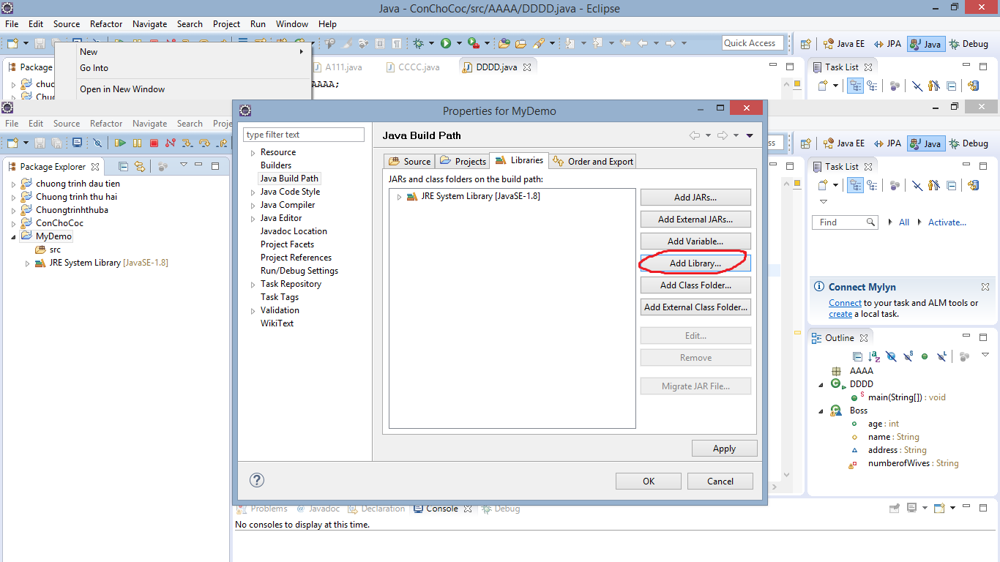 Java - ConChoCoc/src/AAAA/DDDD.java - Eclipse
File Edit Source Refactor Navigate Search Project Run Window Help
Quick Access
Java EE
JPA
Java
Debug
New
Go Into
Open in New Window
Package
A111.java
CCCC.java
DDDD.java
Task List
AAAA;
File Edit Source Refactor Navigate Search
Java EE
JPA
Java
Debug
Package Explorer
chuong trinh dau tien
Chuong trinh thu hai
Chuongtrinhthuba
ConChoCoc
MyDemo
src
JRE System Library [JavaSE-1.8]
Properties for MyDemo
type filter text
Resource
Builders
Java Build Path
Java Code Style
Java Compiler
Java Editor
Javadoc Location
Project Facets
Project References
Run/Debug Settings
Task Repository
Task Tags
Validation
WikiText
Java Build Path
Source
Projects
Libraries
Order and Export
JARs and class folders on the build path:
JRE System Library [JavaSE-1.8]
Add JARs...
Add External JARs...
Add Variable...
Add Library...
Add Class Folder...
Add External Class Folder...
Edit...
Remove
Migrate JAR File...
Apply
?
OK
Cancel
Task List
Find
All
Activate...
Connect Mylyn
Connect to your task and ALM tools or
create a local task.
Outline
AAAA
DDDD
main(String[]) : void
Boss
age : int
name : String
address : String
numberofWives : String
Problems
@ Javadoc
Declaration
Console
Debug
No consoles to display at this time.